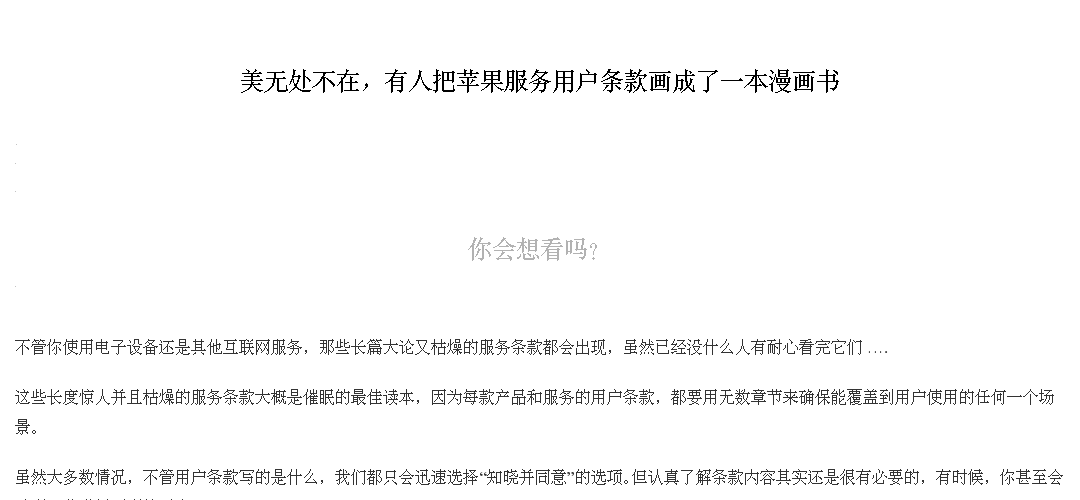 美无处不在，有人把苹果服务用户条款画成了一本漫画书
你会想看吗？
不管你使用电子设备还是其他互联网服务，那些长篇大论又枯燥的服务条款都会出现，虽然已经没什么人有耐心看完它们 ….
这些长度惊人并且枯燥的服务条款大概是催眠的最佳读本，因为每款产品和服务的用户条款，都要用无数章节来确保能覆盖到用户使用的任何一个场
景。
虽然大多数情况，不管用户条款写的是什么，我们都只会迅速选择“知晓并同意”的选项。但认真了解条款内容其实还是很有必要的，有时候，你甚至会